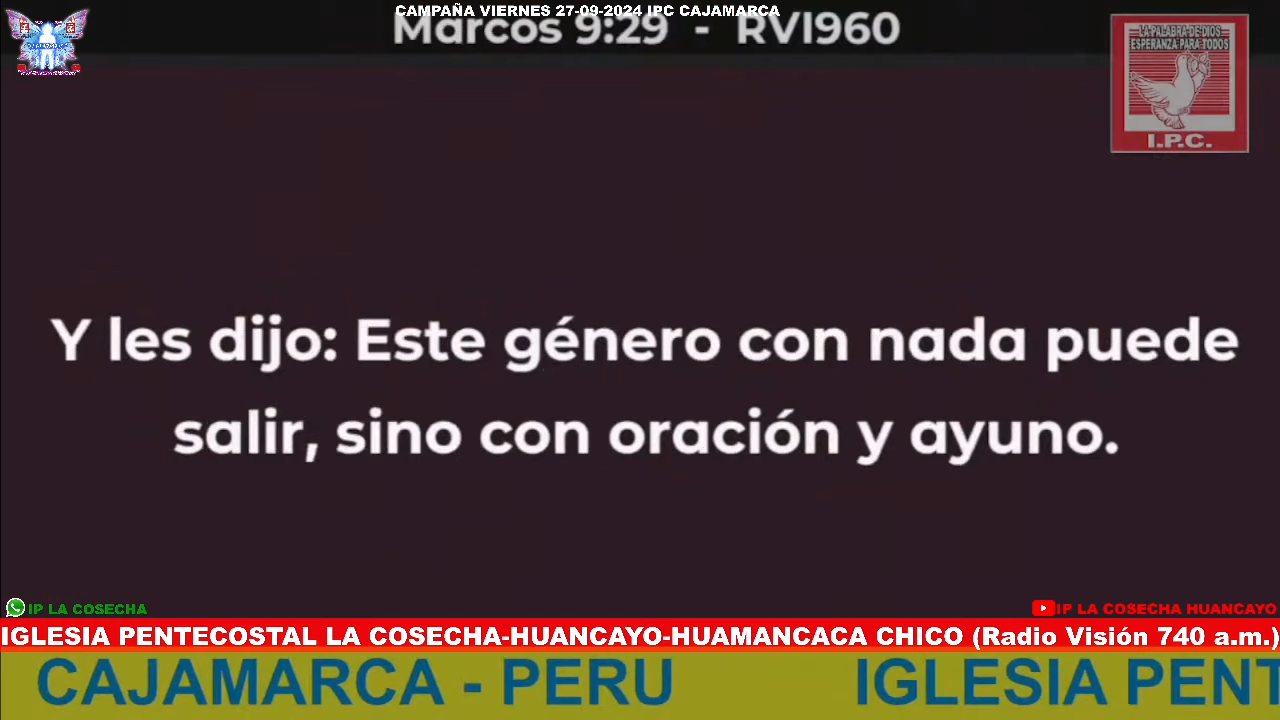 CAMPAÑA VIERNES 27-09-2024 IPC CAJAMARCA
Marcos 9:29 - RV1960
LA PALABRA DE DIOS
ESPERANZA PARA TODOS
I.P.C.
Y les dijo: Este género con nada puede
salir, sino con oración y ayuno.
IP LA COSECHA
IP LA COSECHA HUANCAYO
IGLESIA PENTECOSTAL LA COSECHA-HUANCAYO-HUAMANCACA CHICO (Radio Visión 740 a.m.)
CAJAMARCA - PERU IGLESIA PENT